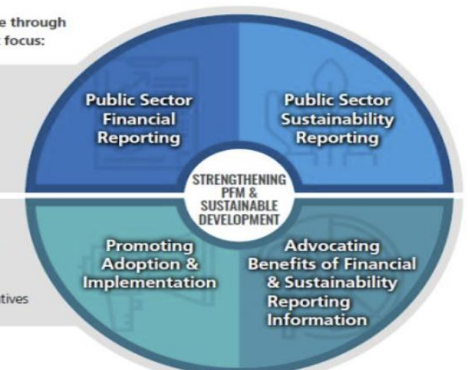 e through
focus:
Public Sector
Financial
Reporting
Public Sector
Sustainability
Reporting
STRENGTHENING
PFM &
SUSTAINABLE
DEVELOPMENT
Promoting
Adoption &
Implementation
Advocating
Benefits of Financial
& Sustainability
Reporting
Information
tives